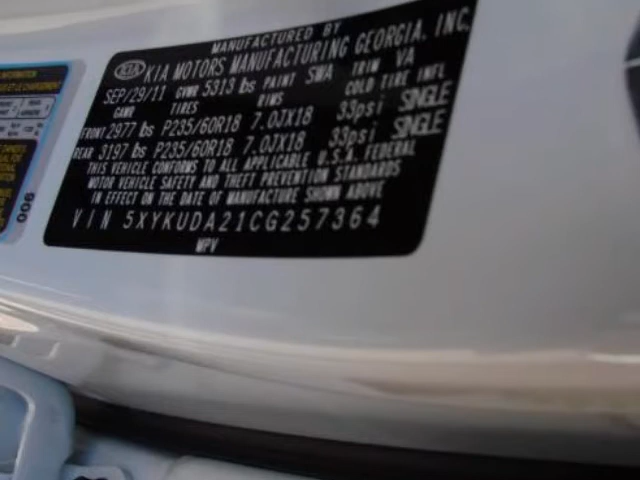 MANUFACTURED BY
KIA KIA MOTORS MANUFACTURING GEORGIA, INC.
SEP/29/11 GVWR 5313 lbs PAINT SWA TRIM VA
GAWR TIRES RIMS COLD TIRE INFL
FRONT 2977 lbs P235/60R18 7.0JX18 33psi SINGLE
REAR 3197 lbs P235/60R18 7.0JX18 33psi SINGLE
THIS VEHICLE CONFORMS TO ALL APPLICABLE U.S.A. FEDERAL
MOTOR VEHICLE SAFETY AND THEFT PREVENTION STANDARDS
IN EFFECT ON THE DATE OF MANUFACTURE SHOWN ABOVE
VIN 5XYKUDA21CG257364
MPV
006